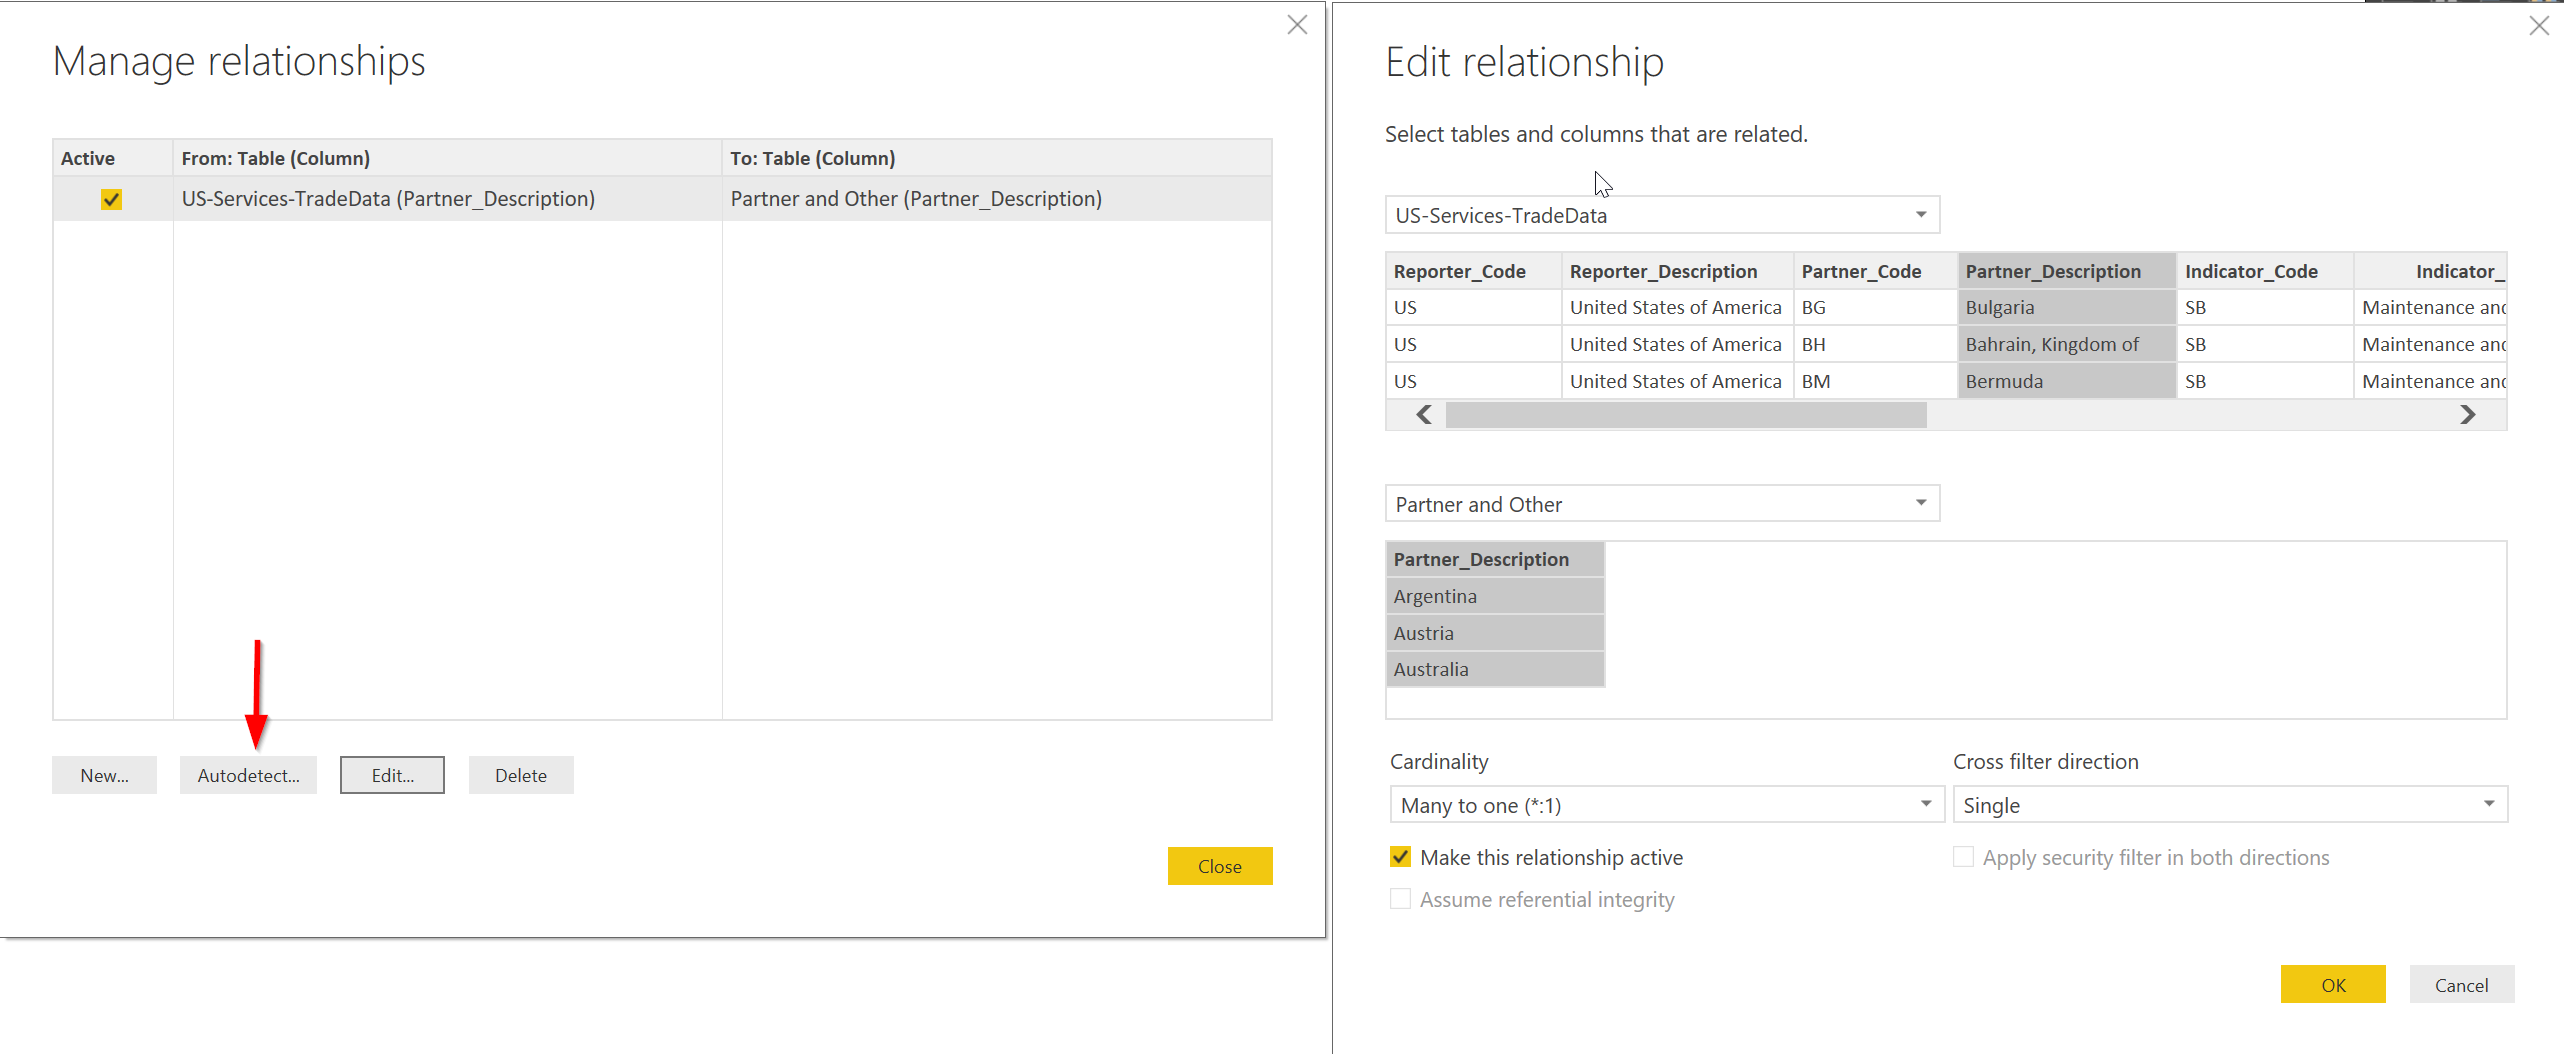 Manage relationships
Active From: Table (Column) To: Table (Column)
US-Services-TradeData (Partner_Description) Partner and Other (Partner_Description)
New... Autodetect... Edit... Delete
Close
Edit relationship
Select tables and columns that are related.
US-Services-TradeData
Reporter_Code Reporter_Description Partner_Code Partner_Description Indicator_Code Indicator_
US United States of America BG Bulgaria SB Maintenance and
US United States of America BH Bahrain, Kingdom of SB Maintenance and
US United States of America BM Bermuda SB Maintenance and
Partner and Other
Partner_Description
Argentina
Austria
Australia
Cardinality Cross filter direction
Many to one (*:1) Single
Make this relationship active Apply security filter in both directions
Assume referential integrity
OK Cancel